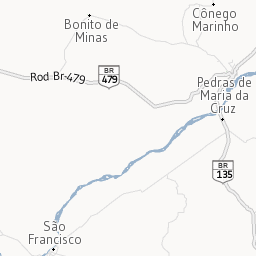 Bonito de
Minas
Cônego
Marinho
Rod Br-479
BR
479
Pedras de
Maria da
Cruz
BR
135
São
Francisco